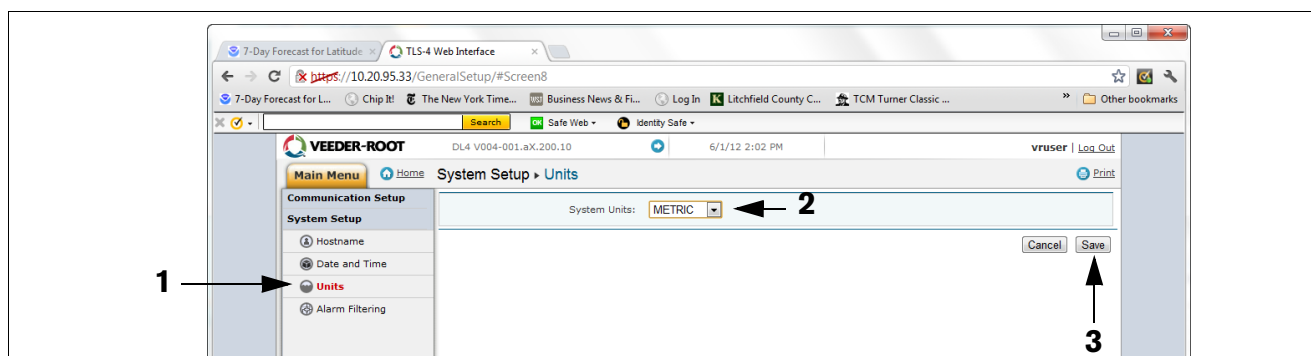 7-Day Forecast for Latitude
TLS-4 Web Interface
https://10.20.95.33/GeneralSetup/#Screen8
7-Day Forecast for L...
Chip It!
The New York Time...
WSJ
Business News & Fi...
Log In
K
Litchfield County C...
TCM Turner Classic ...
»
Other bookmarks
Search
OK
Safe Web
Identity Safe
VEEDER-ROOT
DL4 V004-001.aX.200.10
6/1/12 2:02 PM
vruser | Log Out
Main Menu
Home
System Setup ▸ Units
Print
Communication Setup
System Setup
System Units: METRIC
2
Hostname
Cancel
Save
Date and Time
1
Units
Alarm Filtering
3